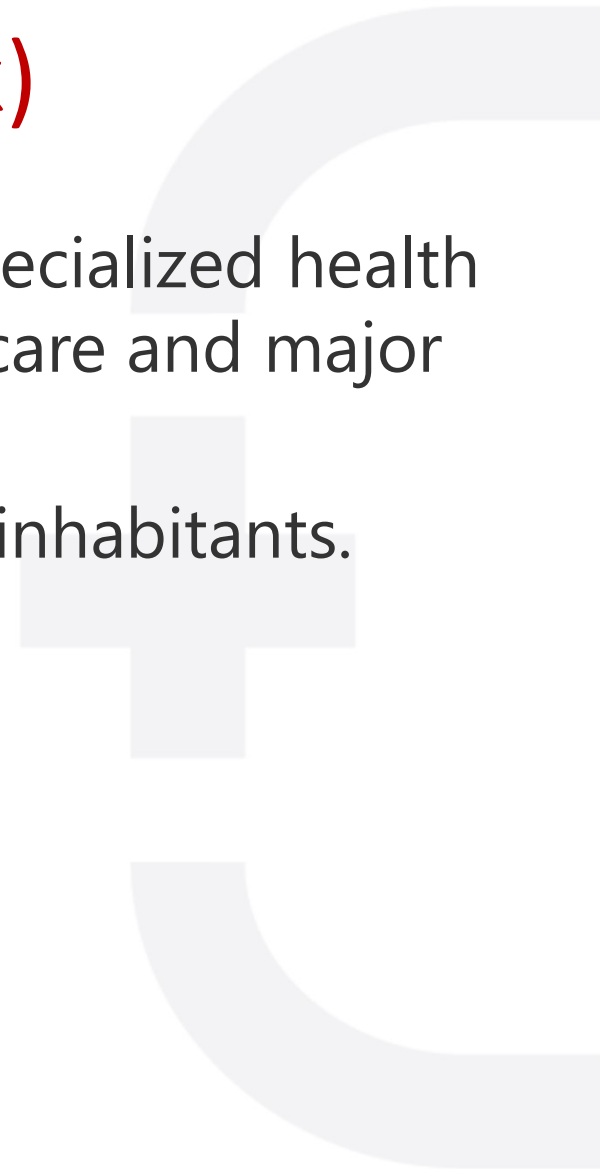 )
ecialized health
care and major
inhabitants.